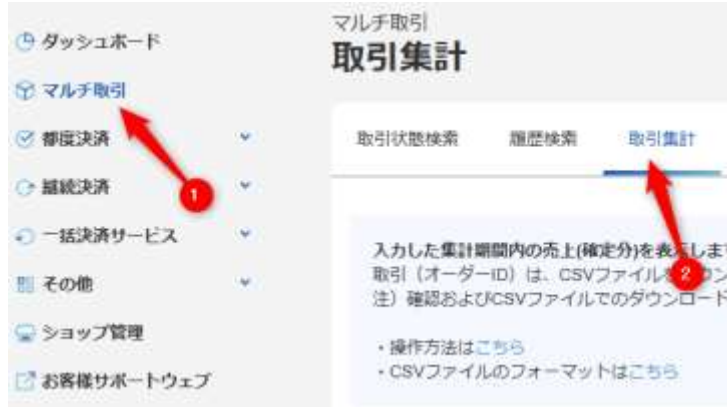 ダッシュボード
マルチ取引
都度決済
継続決済
一括決済サービス
その他
ショップ管理
お客様サポートウェブ
マルチ取引
取引集計
取引状態検索 履歴検索 取引集計
1
入力した集計期間内の売上(確定分)を表示しま
取引（オーダーID）は、CSVファイルをダウン
2
注）確認およびCSVファイルでのダウンロード
・操作方法はこちら
・CSVファイルのフォーマットはこちら